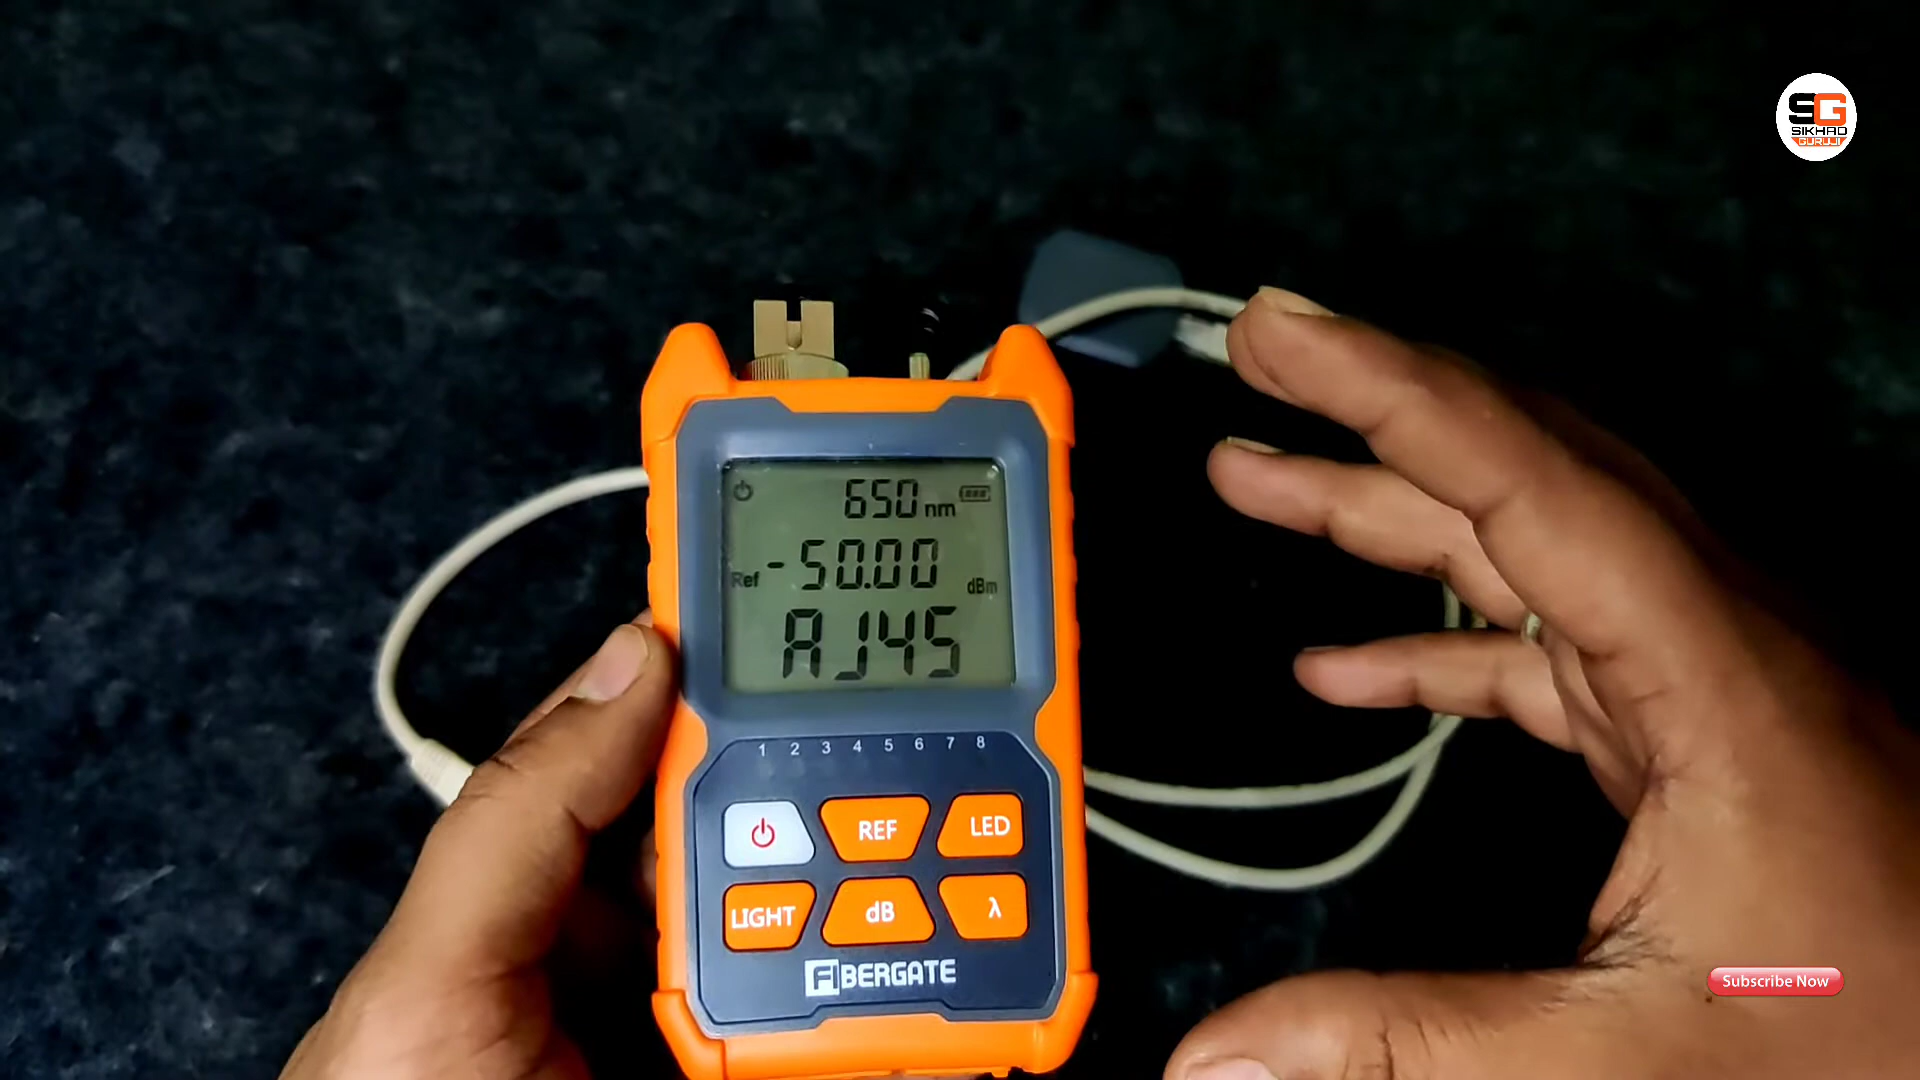 SG
SIKHAO
GURUJI
650 nm
Ref -50.00 dBm
RJ45
1 2 3 4 5 6 7 8
REF LED
LIGHT dB λ
FIBERGATE
Subscribe Now